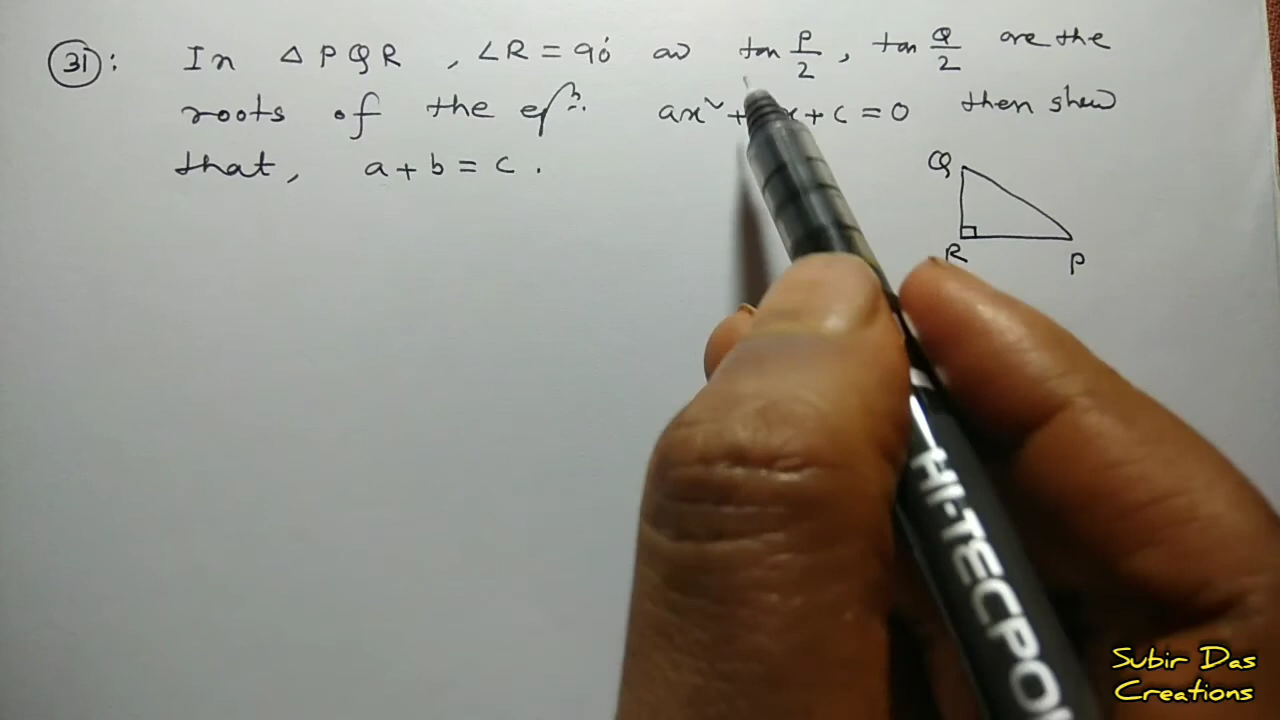 31: In △PQR, ∠R = 90° and tan P/2, tan Q/2 are the
roots of the eqn. ax² + x + c = 0 then show
that, a + b = c.
Q
R P
HI-TECPOI
Subir Das
Creations